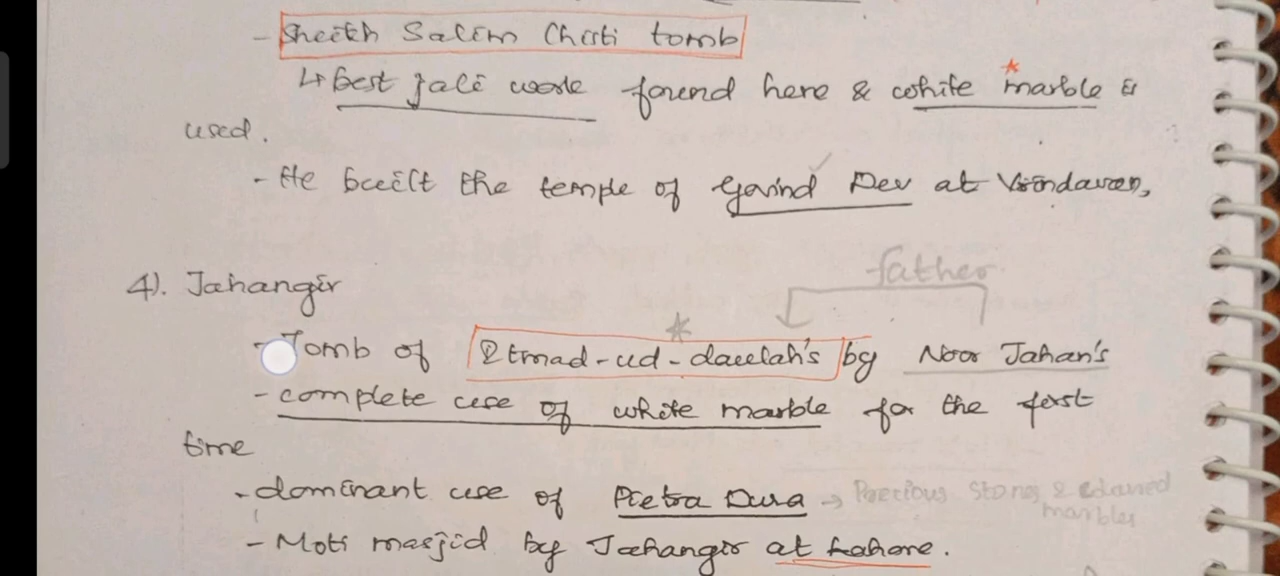 - Sheikh Salim Chisti tomb
↳ Best jali work found here & white marble is
used.
- He built the temple of Govind Dev at Vrindavan,
father
4). Jahangir
- Tomb of Itmad-ud-daulah's by Noor Jahan's
- complete use of white marble for the first
time
- dominant use of Pietra Dura → Precious stones & colored
marbles
- Moti masjid by Jahangir at Lahore.